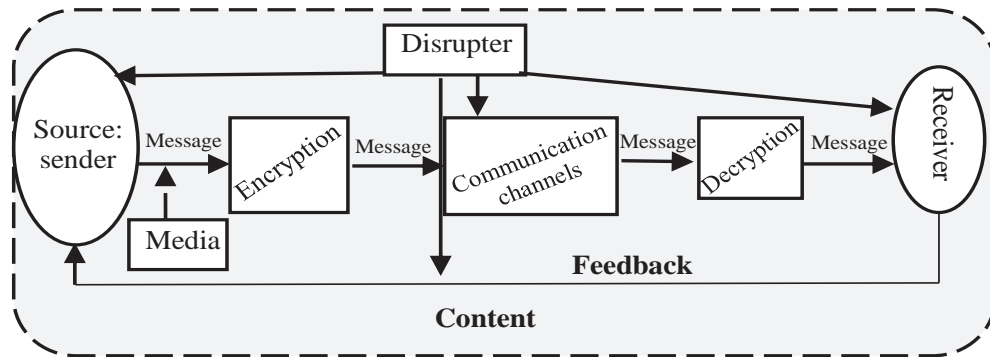 Disrupter
Source:
sender
Message
Encryption
Message
Communication
channels
Message
Decryption
Message
Receiver
Media
Feedback
Content